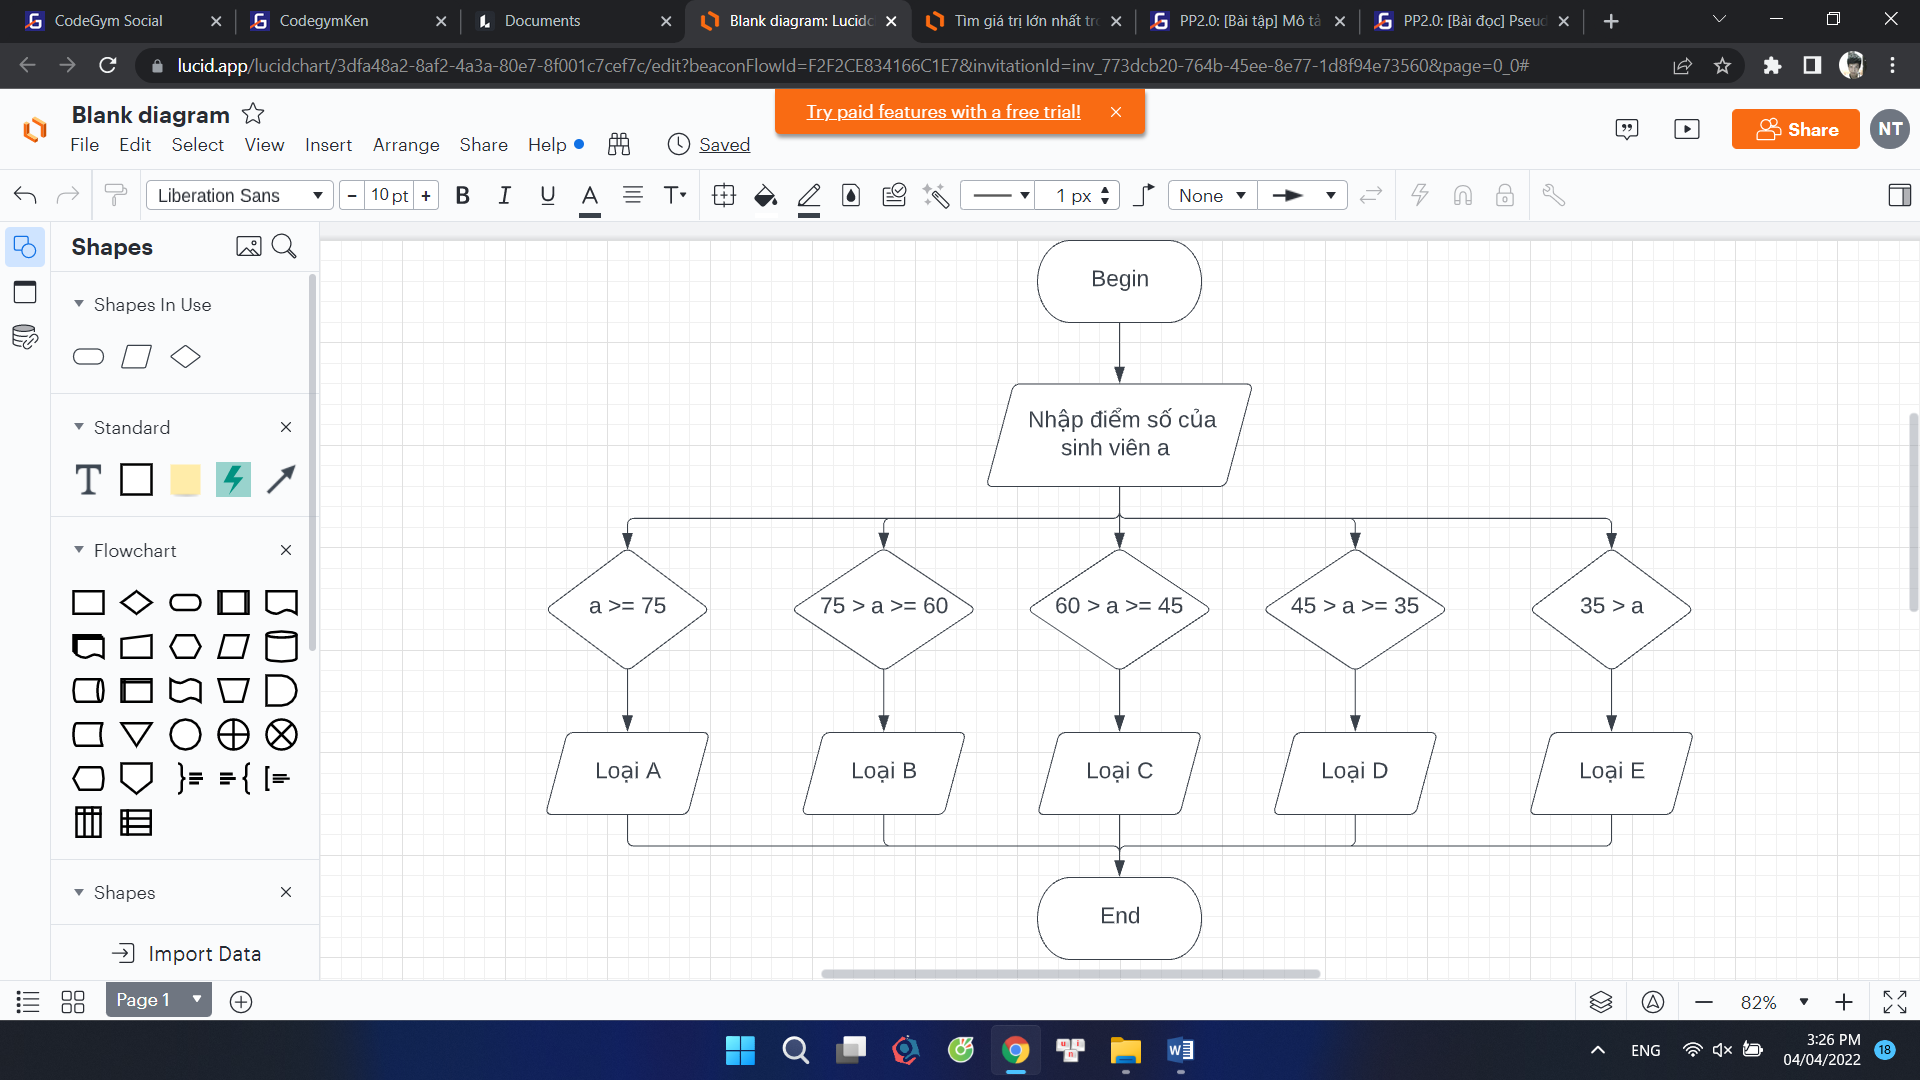 CodeGym Social
CodegymKen
Documents
Blank diagram: Lucidc
Tìm giá trị lớn nhất tro
PP2.0: [Bài tập] Mô tả
PP2.0: [Bài đọc] Pseud
lucid.app/lucidchart/3dfa48a2-8af2-4a3a-80e7-8f001c7cef7c/edit?beaconFlowId=F2F2CE834166C1E7&invitationId=inv_773dcb20-764b-45ee-8e77-1d8f94e73560&page=0_0#
Blank diagram
Try paid features with a free trial!
File Edit Select View Insert Arrange Share Help
Saved
Share
NT
Liberation Sans
10 pt
1 px
None
Shapes
Shapes In Use
Standard
Flowchart
Shapes
Import Data
Begin
Nhập điểm số của
sinh viên a
a >= 75
75 > a >= 60
60 > a >= 45
45 > a >= 35
35 > a
Loại A
Loại B
Loại C
Loại D
Loại E
End
Page 1
82%
ENG
3:26 PM
04/04/2022
18